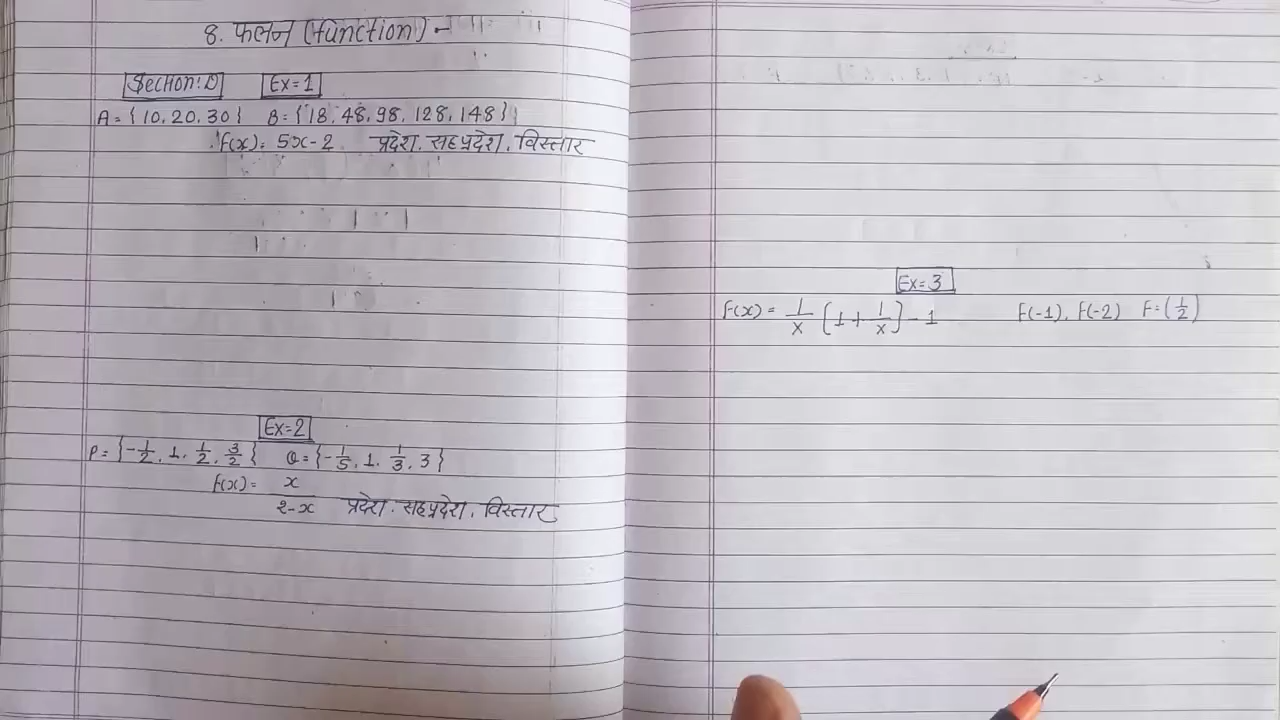 8. फलन (function) -
Section: D Ex=1
A = { 10, 20, 30 } B = { 18, 48, 98, 128, 148 }
f(x) = 5x - 2 प्रदेश, सहप्रदेश, विस्तार
Ex=2
P = { -1/2, 1, 1/2, 3/2 } Q = { -1/5, 1, 1/3, 3 }
f(x) = x
2-x प्रदेश, सहप्रदेश, विस्तार
Ex=3
f(x) = 1/x [1 + 1/x] - 1 f(-1), f(-2) F = (1/2)